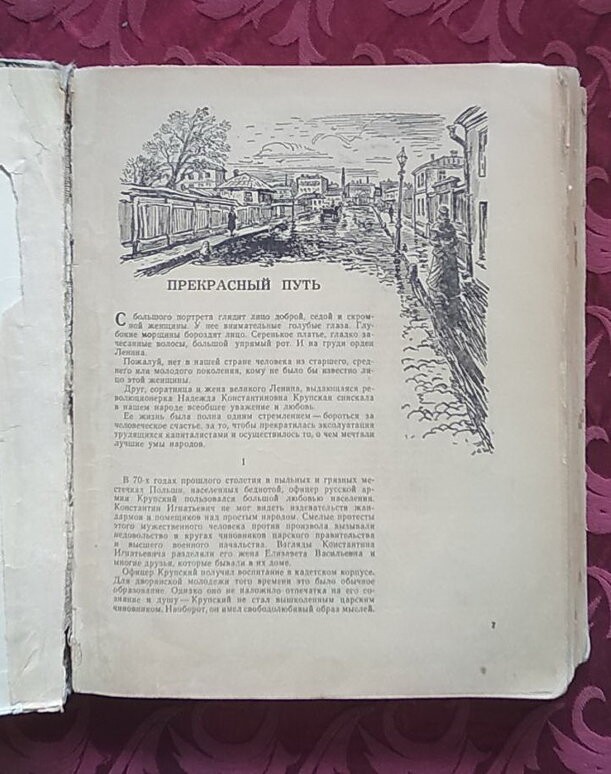 ПРЕКРАСНЫЙ ПУТЬ
С большого портрета глядит лицо доброй, седой и скром-
ной женщины. У нее внимательные голубые глаза. Глу-
бокие морщины бороздят лицо. Серенькое платье, гладко за-
чесанные волосы, большой упрямый рот. И на груди орден
Ленина.
Пожалуй, нет в нашей стране человека из старшего, сред-
него или молодого поколения, кому не было бы известно ли-
цо этой женщины.
Друг, соратница и жена великого Ленина, выдающаяся ре-
волюционерка Надежда Константиновна Крупская снискала
в нашем народе всеобщее уважение и любовь.
Ее жизнь была полна одним стремлением — бороться за
человеческое счастье, за то, чтобы прекратилась эксплуатация
трудящихся капиталистами и осуществилось то, о чем мечтали
лучшие умы народов.
1
В 70-х годах прошлого столетия в пыльных и грязных ме-
стечках Польши, населенных беднотой, офицер русской ар-
мии Крупский пользовался большой любовью населения.
Константин Игнатьевич не мог видеть издевательств жан-
дармов и помещиков над простым народом. Смелые протесты
этого мужественного человека против произвола вызывали
недовольство в кругах чиновников царского правительства
и высшего военного начальства. Взгляды Константина
Игнатьевича разделяли его жена Елизавета Васильевна и
многие друзья, которые бывали в их доме.
Офицер Крупский получил воспитание в кадетском корпусе.
Для дворянской молодежи того времени это было обычное
образование. Однако оно не наложило отпечатка на его со-
знание и душу — Крупский не стал вышколенным царским
чиновником. Наоборот, он имел свободолюбивый образ мыслей.
7